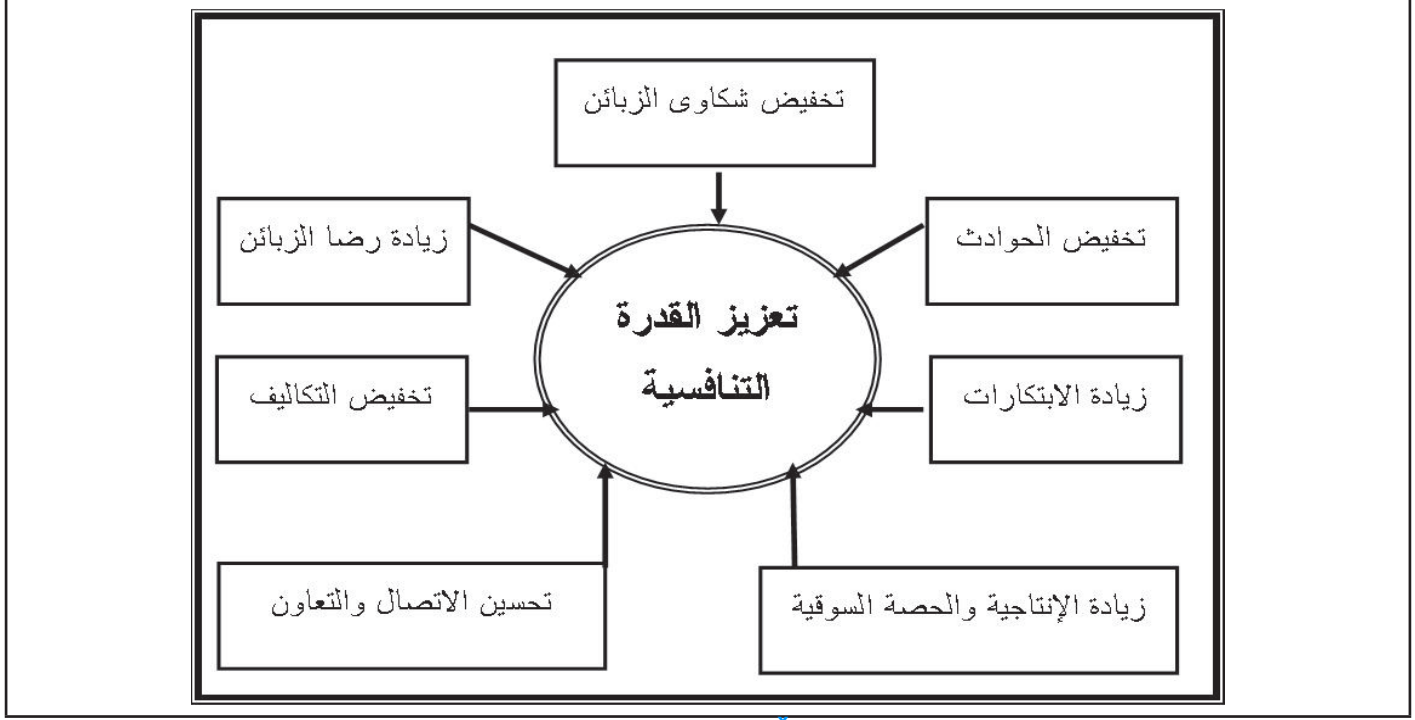 تخفيض شكاوى الزبائن
زيادة رضا الزبائن
تخفيض الحوادث
تعزيز القدرة
التنافسية
تخفيض التكاليف
زيادة الابتكارات
تحسين الاتصال والتعاون
زيادة الإنتاجية والحصة السوقية